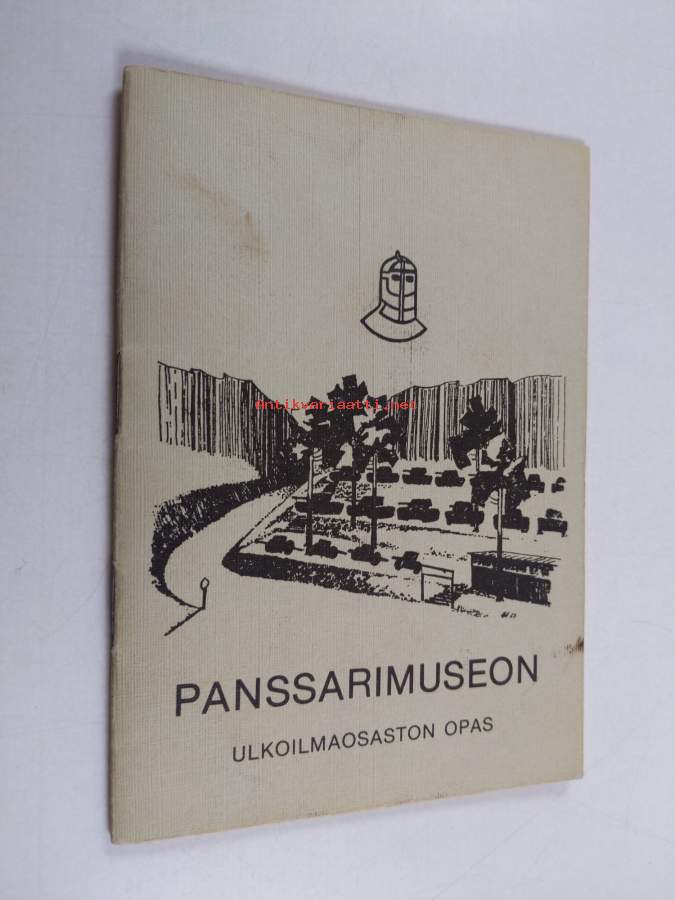 Antikvariaatti.net
PANSSARIMUSEON
ULKOILMAOSASTON OPAS